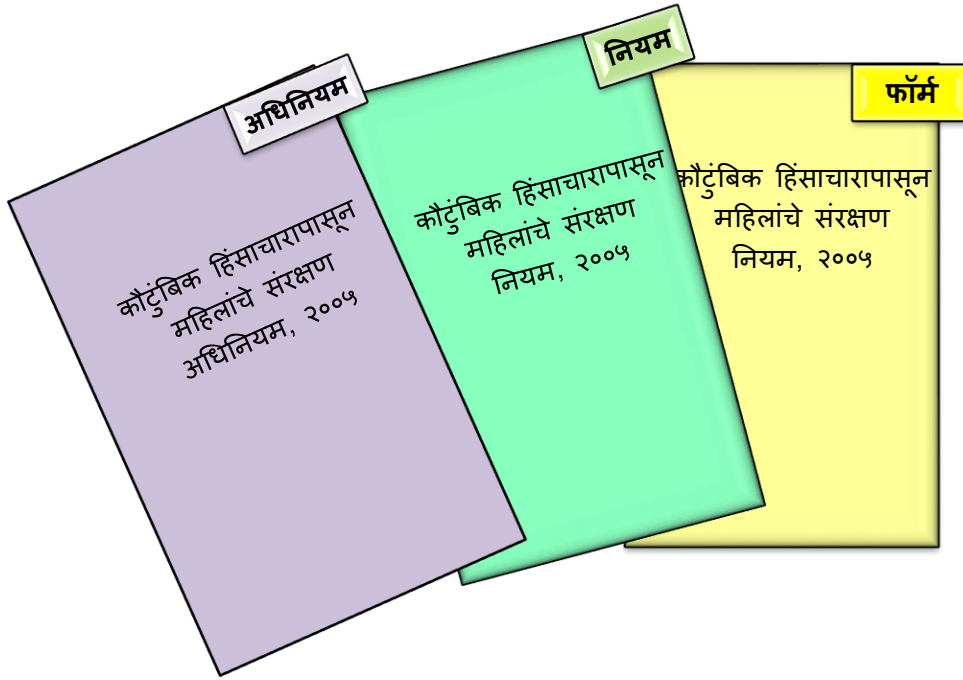 अधिनियम
कौटुंबिक हिंसाचारापासून
महिलांचे संरक्षण
अधिनियम, २००५
नियम
कौटुंबिक हिंसाचारापासून
महिलांचे संरक्षण
नियम, २००५
फॉर्म
कौटुंबिक हिंसाचारापासून
महिलांचे संरक्षण
नियम, २००५